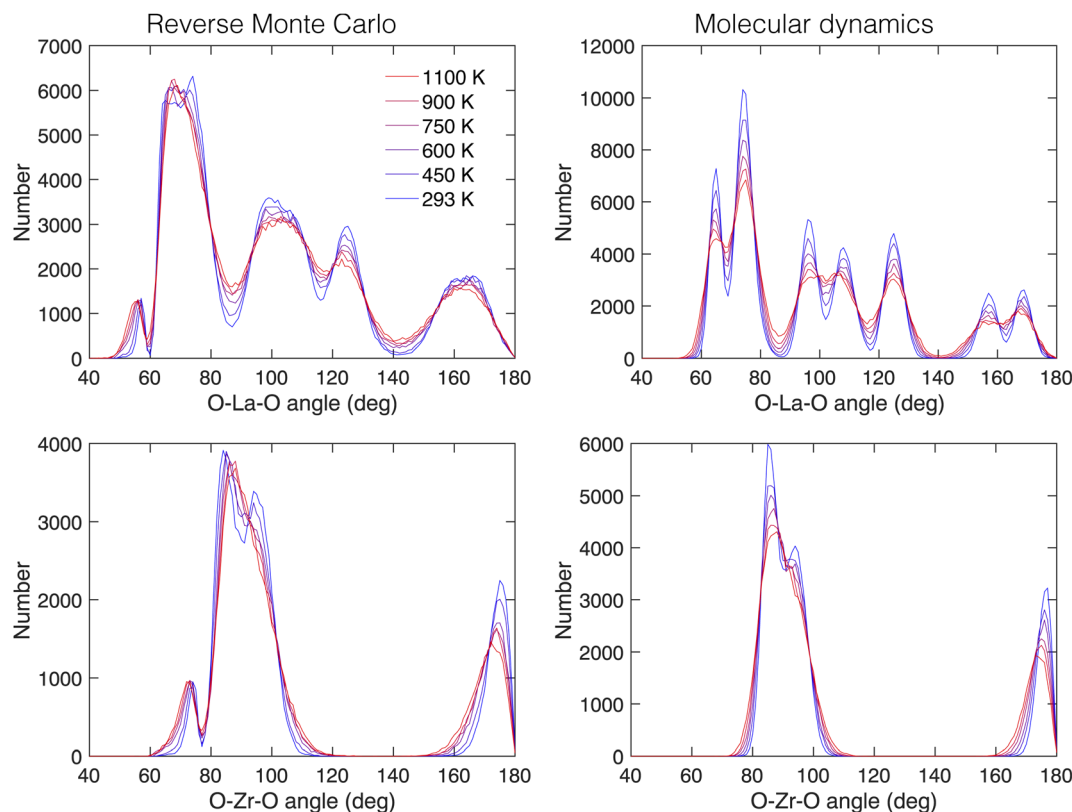 Reverse Monte Carlo
Molecular dynamics
7000
6000
5000
4000
3000
2000
1000
0
Number
1100 K
900 K
750 K
600 K
450 K
293 K
40 60 80 100 120 140 160 180
O-La-O angle (deg)
12000
10000
8000
6000
4000
2000
0
Number
40 60 80 100 120 140 160 180
O-La-O angle (deg)
4000
3000
2000
1000
0
Number
40 60 80 100 120 140 160 180
O-Zr-O angle (deg)
6000
5000
4000
3000
2000
1000
0
Number
40 60 80 100 120 140 160 180
O-Zr-O angle (deg)